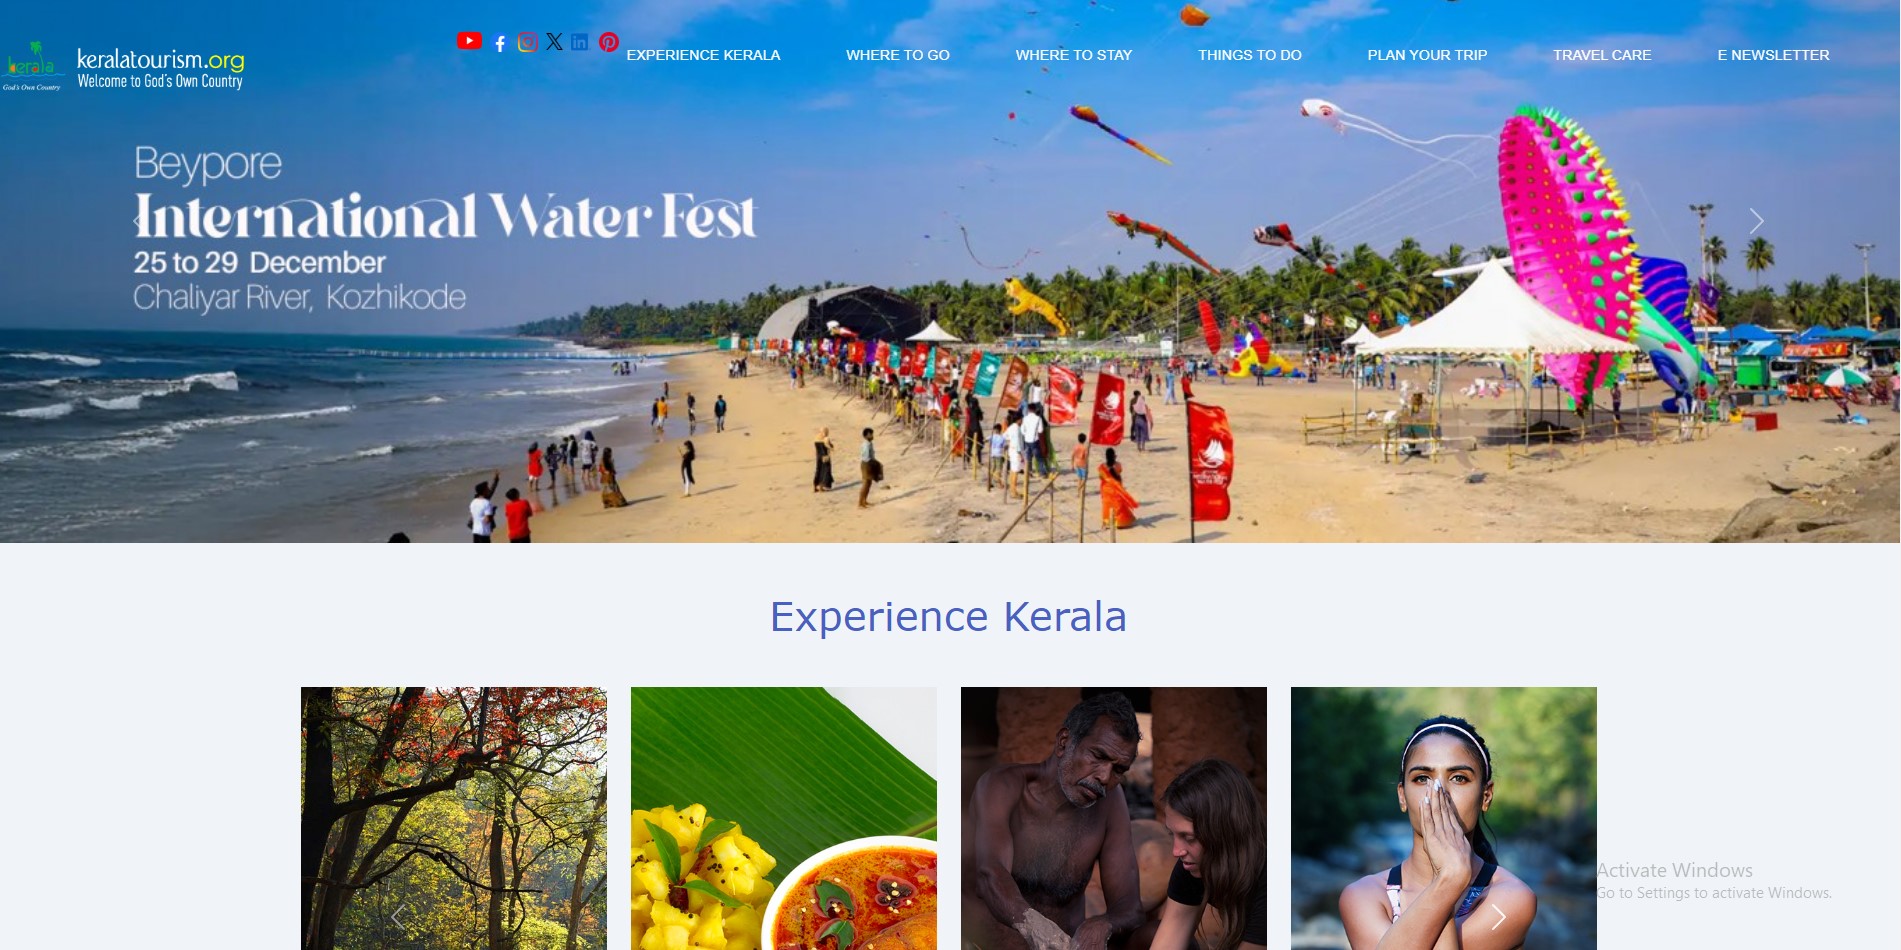 kerala
God's Own Country
keralatourism.org
Welcome to God's Own Country
EXPERIENCE KERALA
WHERE TO GO
WHERE TO STAY
THINGS TO DO
PLAN YOUR TRIP
TRAVEL CARE
E NEWSLETTER
Beypore
International Water Fest
25 to 29 December
Chaliyar River, Kozhikode
Experience Kerala
Activate Windows
Go to Settings to activate Windows.